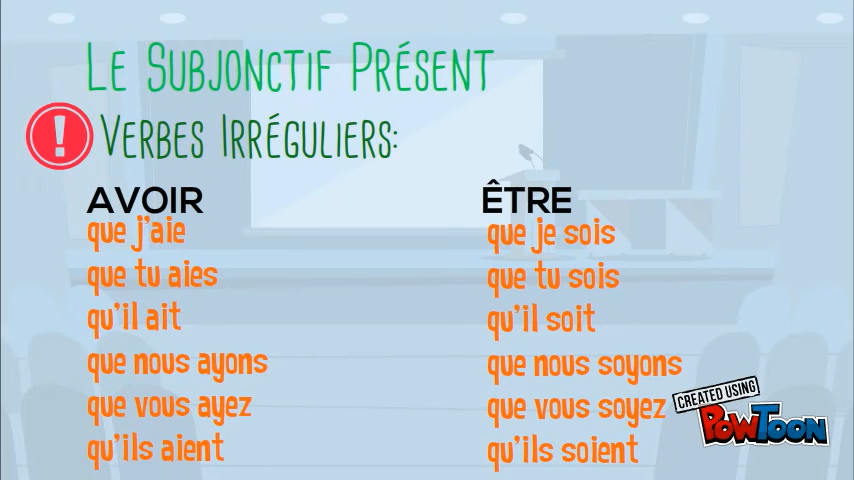 Le Subjonctif Présent
! Verbes Irréguliers:
AVOIR
que j'aie
que tu aies
qu'il ait
que nous ayons
que vous ayez
qu'ils aient
ÊTRE
que je sois
que tu sois
qu'il soit
que nous soyons
que vous soyez
qu'ils soient
CREATED USING
POWTOON